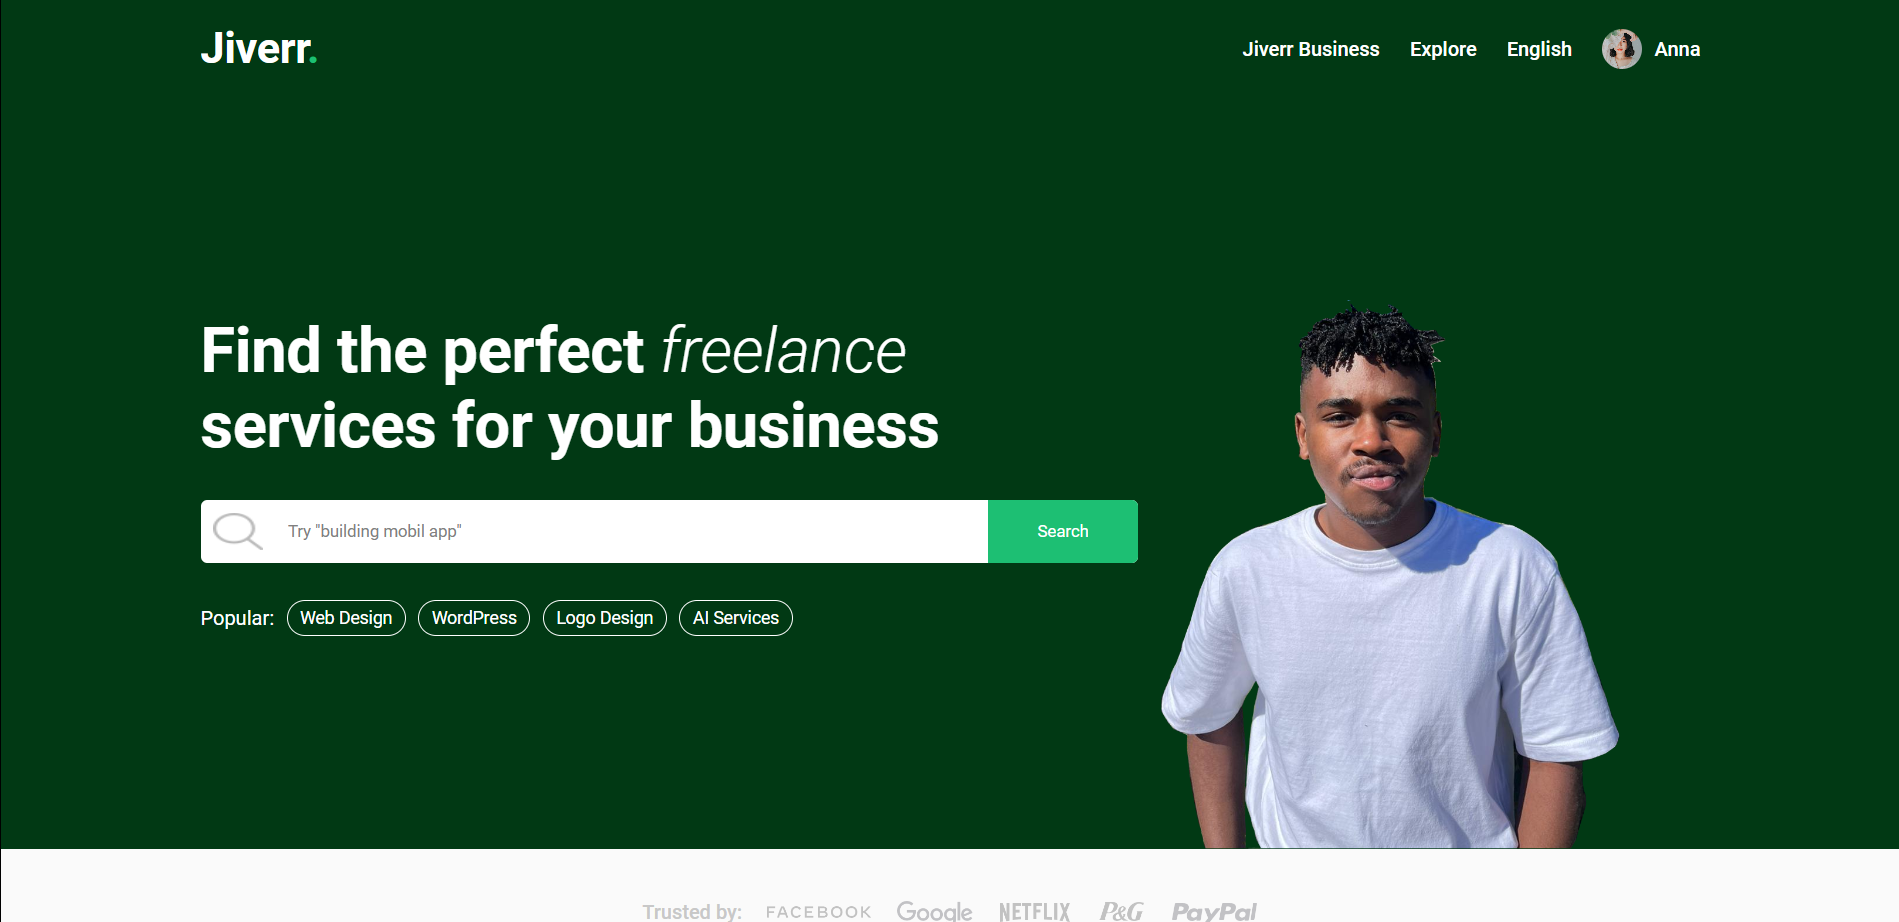 Jiverr.
Jiverr Business Explore English Anna
Find the perfect freelance
services for your business
Try "building mobil app" Search
Popular: Web Design WordPress Logo Design AI Services
Trusted by: FACEBOOK Google NETFLIX P&G PayPal